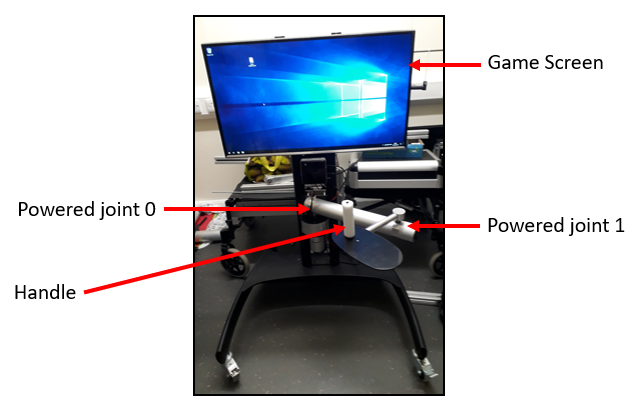 Game Screen
Powered joint 0
Powered joint 1
Handle